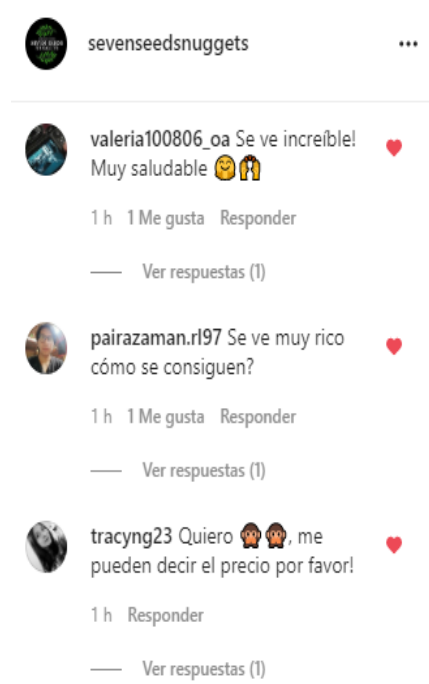 sevenseedsnuggets
valeria100806_oa Se ve increíble!
Muy saludable 🤗🙌
1 h 1 Me gusta Responder
Ver respuestas (1)
pairazaman.rl97 Se ve muy rico
cómo se consiguen?
1 h 1 Me gusta Responder
Ver respuestas (1)
tracyng23 Quiero 🙊🙊, me
pueden decir el precio por favor!
1 h Responder
Ver respuestas (1)